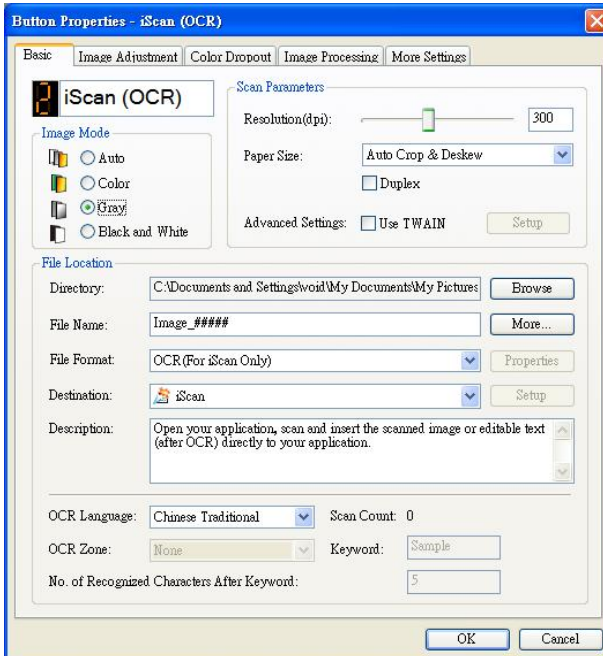 Button Properties - iScan (OCR)
Basic Image Adjustment Color Dropout Image Processing More Settings
2 iScan (OCR)
Image Mode
Auto
Color
Gray
Black and White
Scan Parameters
Resolution(dpi): 300
Paper Size: Auto Crop & Deskew
Duplex
Advanced Settings: Use TWAIN Setup
File Location
Directory: C:\Documents and Settings\void\My Documents\My Pictures Browse
File Name: Image_##### More...
File Format: OCR(For iScan Only) Properties
Destination: iScan Setup
Description: Open your application, scan and insert the scanned image or editable text
(after OCR) directly to your application.
OCR Language: Chinese Traditional Scan Count: 0
OCR Zone: None Keyword: Sample
No. of Recognized Characters After Keyword: 5
OK Cancel